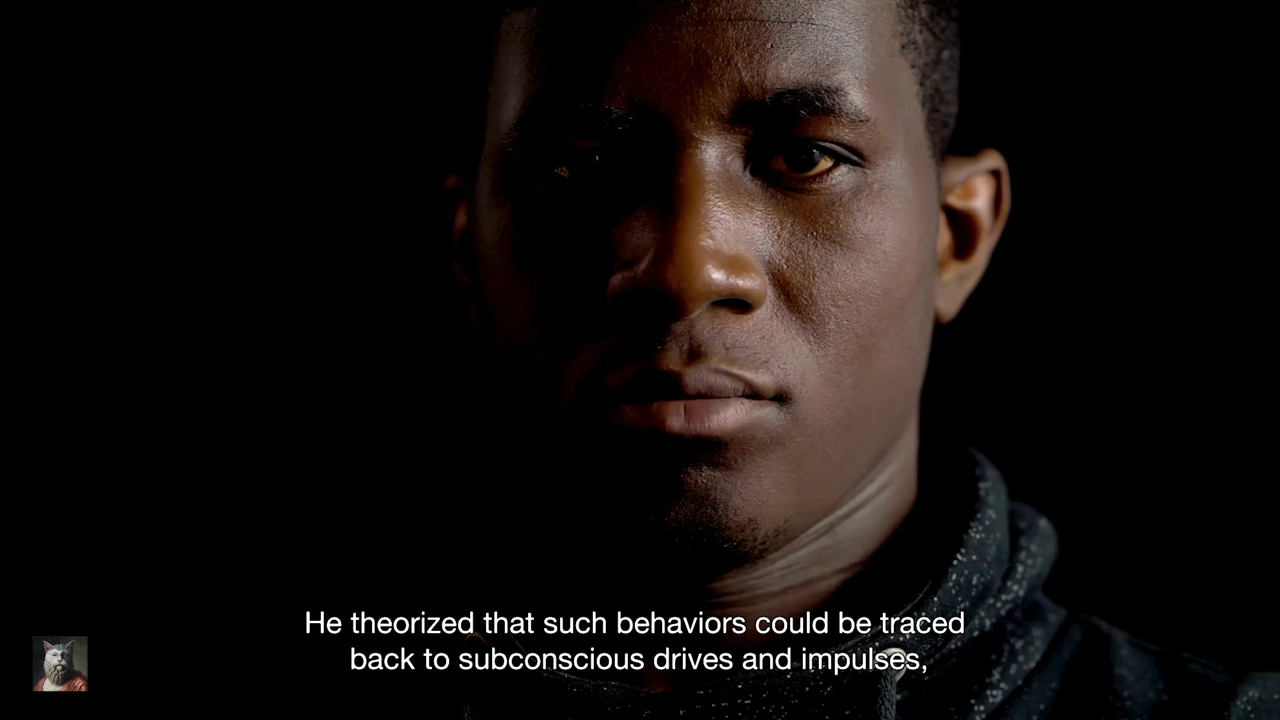 He theorized that such behaviors could be traced
back to subconscious drives and impulses,